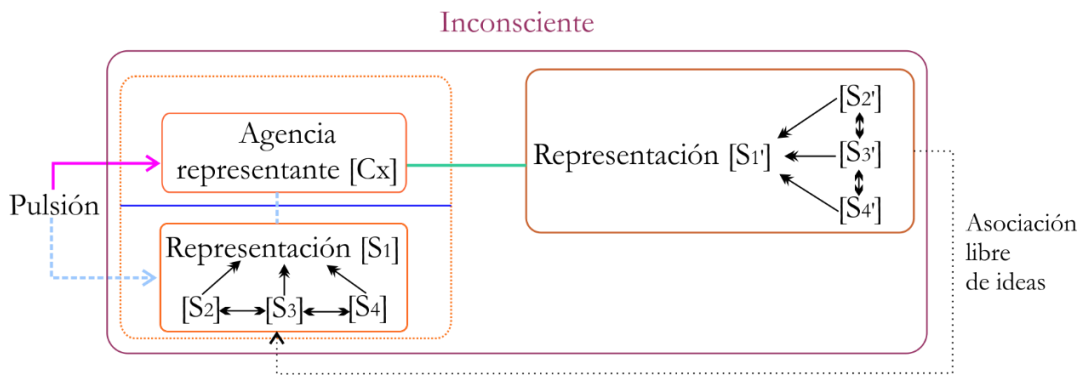 Inconsciente
Agencia
representante [Cx]
Pulsión
Representación [S1]
[S2] [S3] [S4]
Representación [S1']
[S2']
[S3']
[S4']
Asociación
libre
de ideas